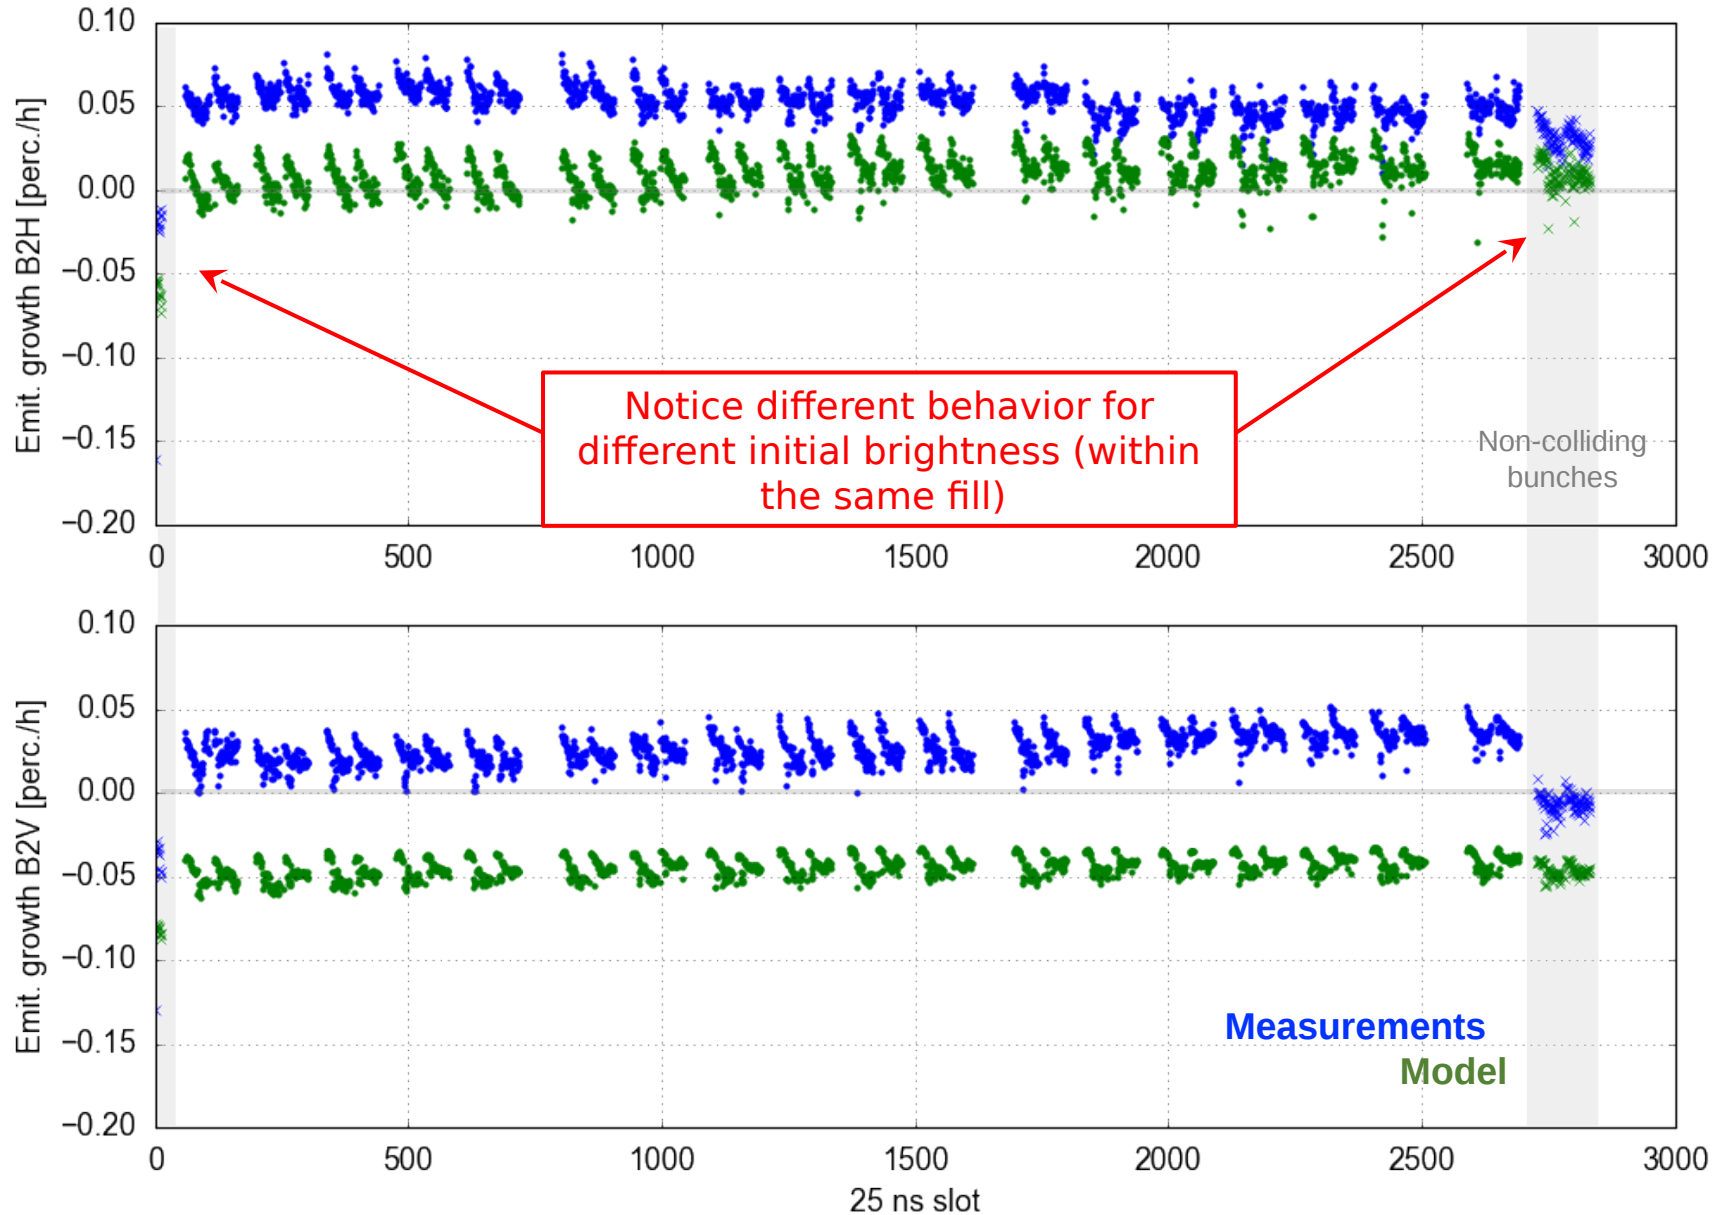 0.10
0.05
0.00
−0.05
−0.10
−0.15
−0.20
Emit. growth B2H [perc./h]
Notice different behavior for
different initial brightness (within
the same fill)
Non-colliding
bunches
0 500 1000 1500 2000 2500 3000
0.10
0.05
0.00
−0.05
−0.10
−0.15
−0.20
Emit. growth B2V [perc./h]
Measurements
Model
0 500 1000 1500 2000 2500 3000
25 ns slot